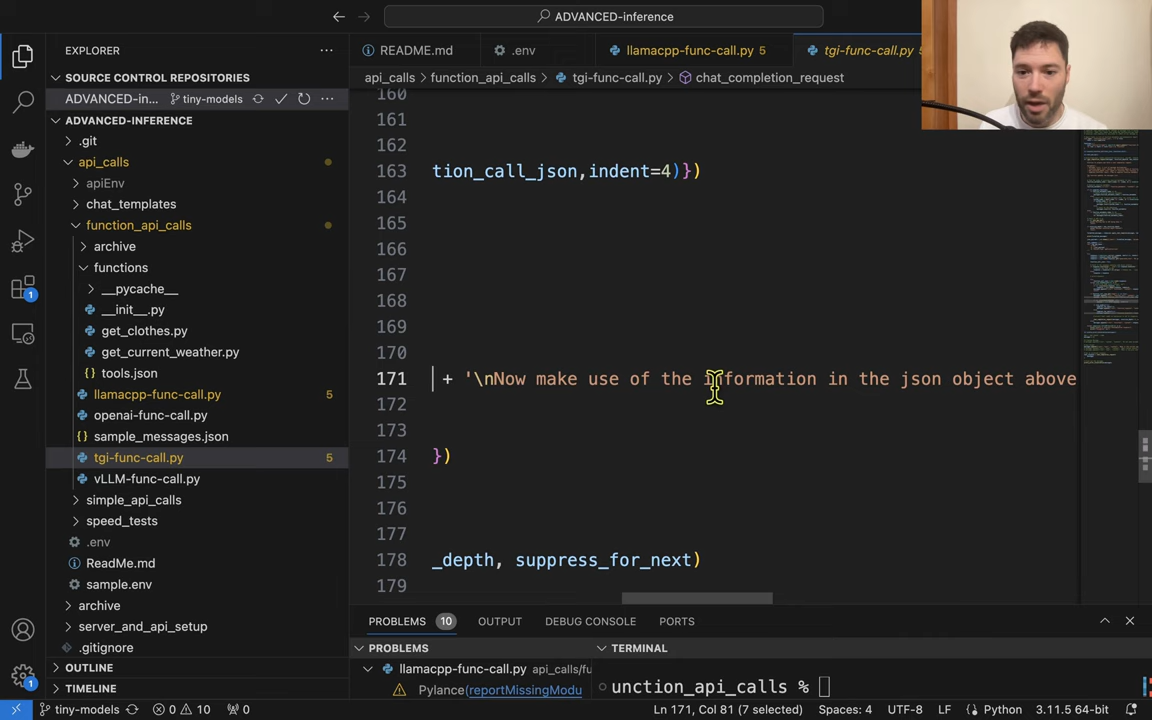 ADVANCED-inference
EXPLORER
README.md
.env
llamacpp-func-call.py 5
tgi-func-call.py 5
SOURCE CONTROL REPOSITORIES
api_calls > function_api_calls > tgi-func-call.py > chat_completion_request
ADVANCED-in... tiny-models
ADVANCED-INFERENCE
.git
api_calls
apiEnv
chat_templates
function_api_calls
archive
functions
__pycache__
__init__.py
get_clothes.py
get_current_weather.py
tools.json
llamacpp-func-call.py 5
openai-func-call.py
sample_messages.json
tgi-func-call.py 5
vLLM-func-call.py
simple_api_calls
speed_tests
.env
ReadMe.md
sample.env
archive
server_and_api_setup
.gitignore
OUTLINE
TIMELINE
160
161
162
163 tion_call_json,indent=4)})
164
165
166
167
168
169
170
171 + '\nNow make use of the information in the json object above
172
173
174 })
175
176
177
178 _depth, suppress_for_next)
179
PROBLEMS 10 OUTPUT DEBUG CONSOLE PORTS
PROBLEMS
TERMINAL
llamacpp-func-call.py api_calls/fu
Pylance(reportMissingModu
unction_api_calls %
1
1
tiny-models 0 10 0 Ln 171, Col 81 (7 selected) Spaces: 4 UTF-8 LF Python 3.11.5 64-bit